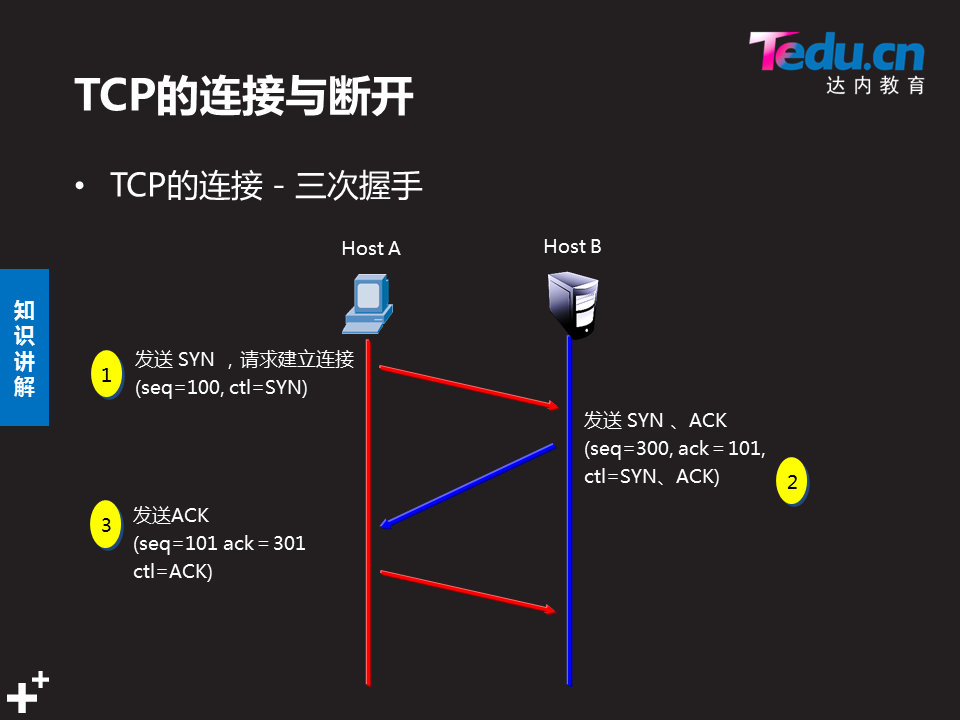 Tedu.cn
达内教育
TCP的连接与断开
• TCP的连接 - 三次握手
Host A
Host B
知
识
讲
解
1
发送 SYN ，请求建立连接
(seq=100, ctl=SYN)
发送 SYN 、ACK
(seq=300, ack＝101,
ctl=SYN、ACK)
2
3
发送ACK
(seq=101 ack＝301
ctl=ACK)